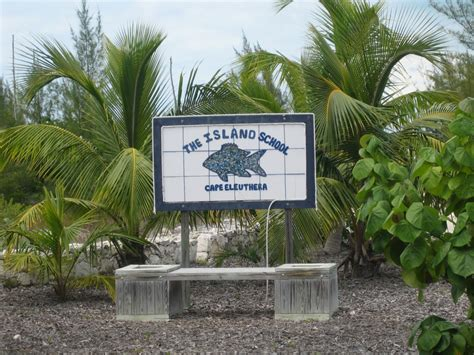 THE ISLAND SCHOOL
CAPE ELEUTHERA